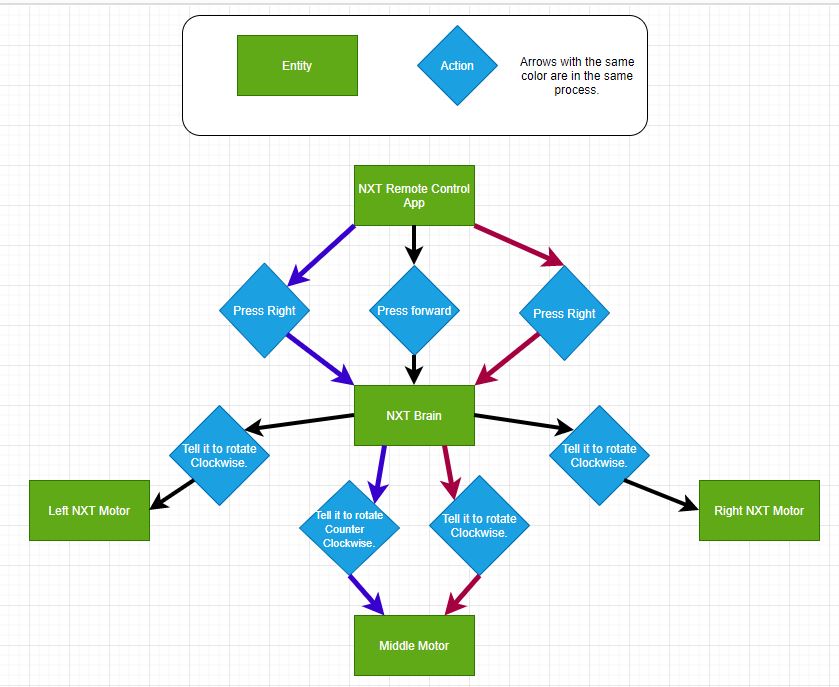 Entity
Action
Arrows with the same
color are in the same
process.
NXT Remote Control
App
Press Right
Press forward
Press Right
NXT Brain
Tell it to rotate
Clockwise.
Tell it to rotate
Clockwise.
Left NXT Motor
Tell it to rotate
Counter
Clockwise.
Tell it to rotate
Clockwise.
Right NXT Motor
Middle Motor